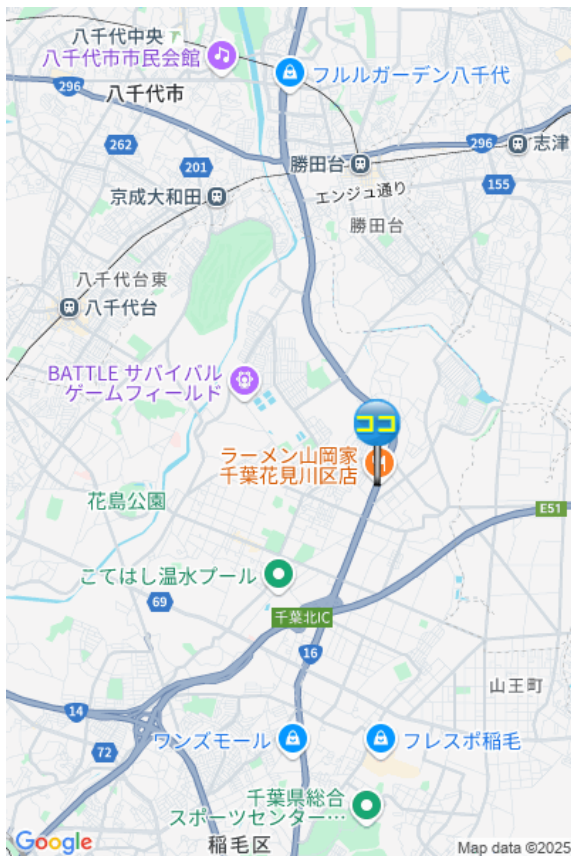 八千代中央
八千代市市民会館
フルルガーデン八千代
296
八千代市
262
296
志津
勝田台
201
エンジュ通り
155
京成大和田
勝田台
八千代台東
八千代台
BATTLE サバイバル
ゲームフィールド
ココ
ラーメン山岡家
千葉花見川区店
花島公園
E51
こてはし温水プール
69
千葉北IC
16
山王町
14
72
ワンズモール
フレスポ稲毛
千葉県総合
スポーツセンター…
稲毛区
Google
Map data ©2025